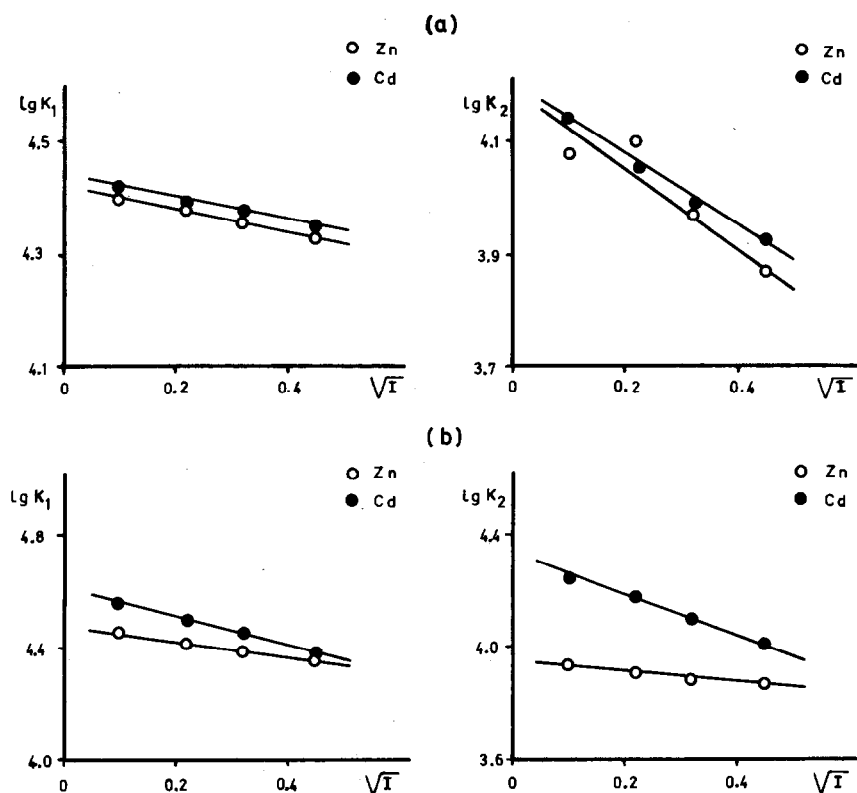 (a)
Zn
Cd
lg K₁
4.5
4.3
4.1
0
0.2
0.4
√I
Zn
Cd
lg K₂
4.1
3.9
3.7
0
0.2
0.4
√I
(b)
Zn
Cd
lg K₁
4.8
4.4
4.0
0
0.2
0.4
√I
Zn
Cd
lg K₂
4.4
4.0
3.6
0
0.2
0.4
√I